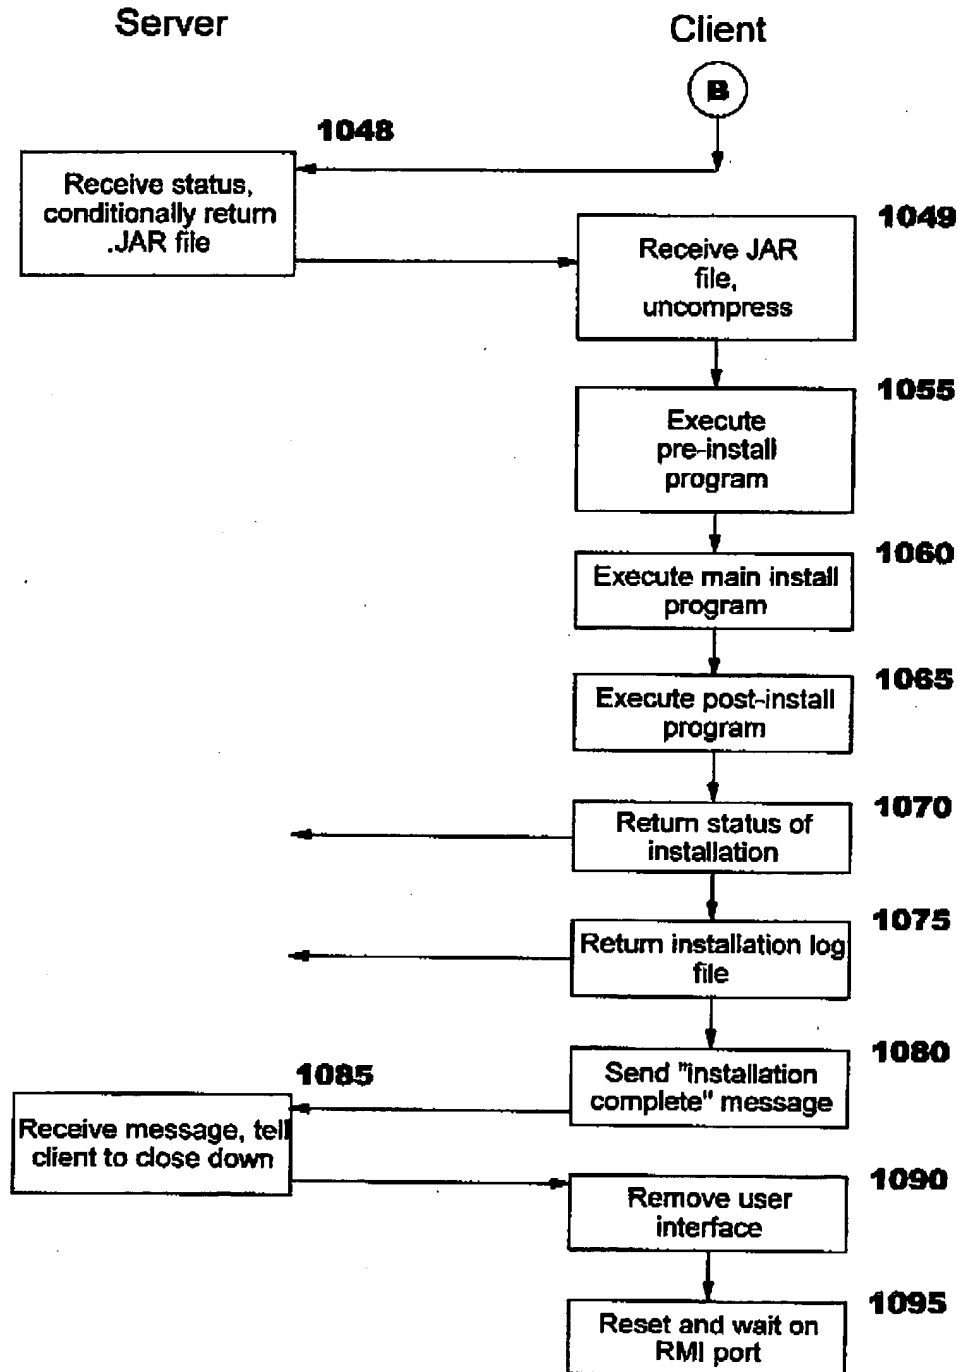 Server
Client
B
1048
Receive status,
conditionally return
.JAR file
1049
Receive JAR
file,
uncompress
1055
Execute
pre-install
program
1060
Execute main install
program
1065
Execute post-install
program
1070
Return status of
installation
1075
Return installation log
file
1080
Send "installation
complete" message
1085
Receive message, tell
client to close down
1090
Remove user
interface
1095
Reset and wait on
RMI port